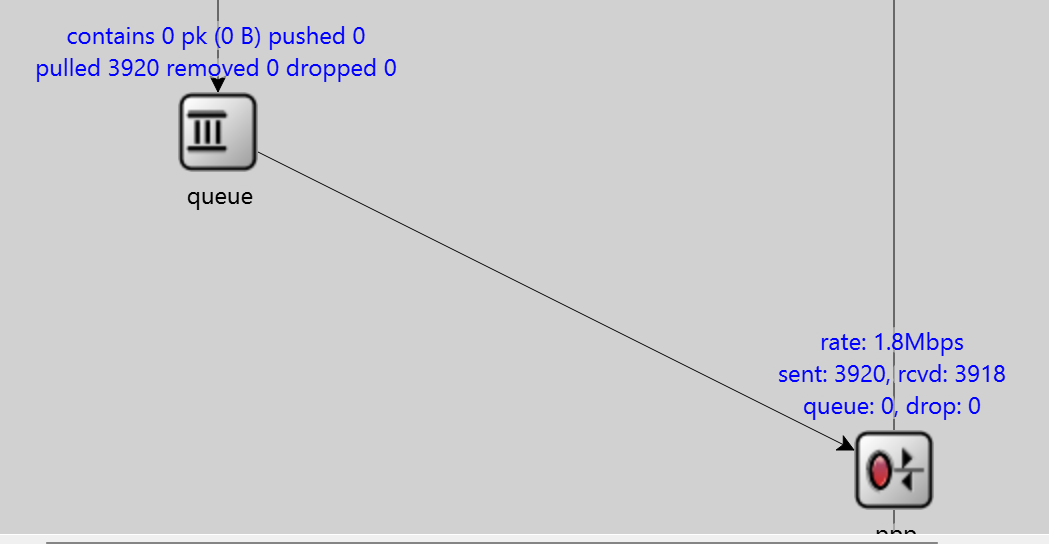 contains 0 pk (0 B) pushed 0
pulled 3920 removed 0 dropped 0
queue
rate: 1.8Mbps
sent: 3920, rcvd: 3918
queue: 0, drop: 0